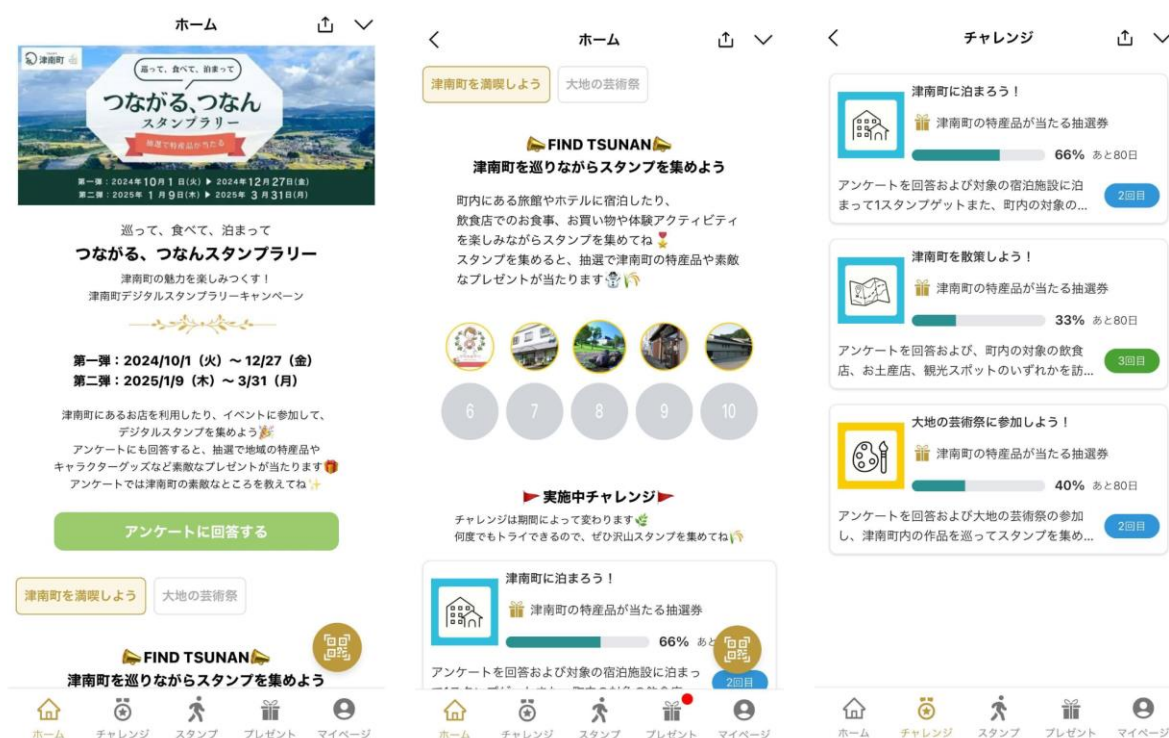 ホーム
津南町
巡って、食べて、泊まって
つながる、つなん
スタンプラリー
抽選で特産品が当たる
第一弾：2024年10月1日(火) ▶ 2024年12月27日(金)
第二弾：2025年 1月9日(木) ▶ 2025年 3月31日(月)
巡って、食べて、泊まって
つながる、つなんスタンプラリー
津南町の魅力を楽しみつくす！
津南町デジタルスタンプラリーキャンペーン
第一弾：2024/10/1（火）～12/27（金）
第二弾：2025/1/9（木）～3/31（月）
津南町にあるお店を利用したり、イベントに参加して、
デジタルスタンプを集めよう🎉
アンケートにも回答すると、抽選で地域の特産品や
キャラクターグッズなど素敵なプレゼントが当たります🎁
アンケートでは津南町の素敵なところを教えてね✨
アンケートに回答する
津南町を満喫しよう
大地の芸術祭
📣FIND TSUNAN📣
津南町を巡りながらスタンプを集めよう
ホーム
チャレンジ
スタンプ
プレゼント
マイページ
ホーム
津南町を満喫しよう
大地の芸術祭
📣FIND TSUNAN📣
津南町を巡りながらスタンプを集めよう
町内にある旅館やホテルに宿泊したり、
飲食店でのお食事、お買い物や体験アクティビティ
を楽しみながらスタンプを集めてね🎖
スタンプを集めると、抽選で津南町の特産品や素敵
なプレゼントが当たります⛄🌾
6
7
8
9
10
🚩実施中チャレンジ🚩
チャレンジは期間によって変わります🌿
何度でもトライできるので、ぜひ沢山スタンプを集めてね🌾
津南町に泊まろう！
津南町の特産品が当たる抽選券
66% あと
アンケートを回答および対象の宿泊施設に泊まっ
2回目
ホーム
チャレンジ
スタンプ
プレゼント
マイページ
チャレンジ
津南町に泊まろう！
津南町の特産品が当たる抽選券
66% あと80日
アンケートを回答および対象の宿泊施設に泊
まって1スタンプゲットまた、町内の対象の...
2回目
津南町を散策しよう！
津南町の特産品が当たる抽選券
33% あと80日
アンケートを回答および、町内の対象の飲食
店、お土産店、観光スポットのいずれかを訪...
3回目
大地の芸術祭に参加しよう！
津南町の特産品が当たる抽選券
40% あと80日
アンケートを回答および大地の芸術祭の参加
し、津南町内の作品を巡ってスタンプを集め...
2回目
ホーム
チャレンジ
スタンプ
プレゼント
マイページ